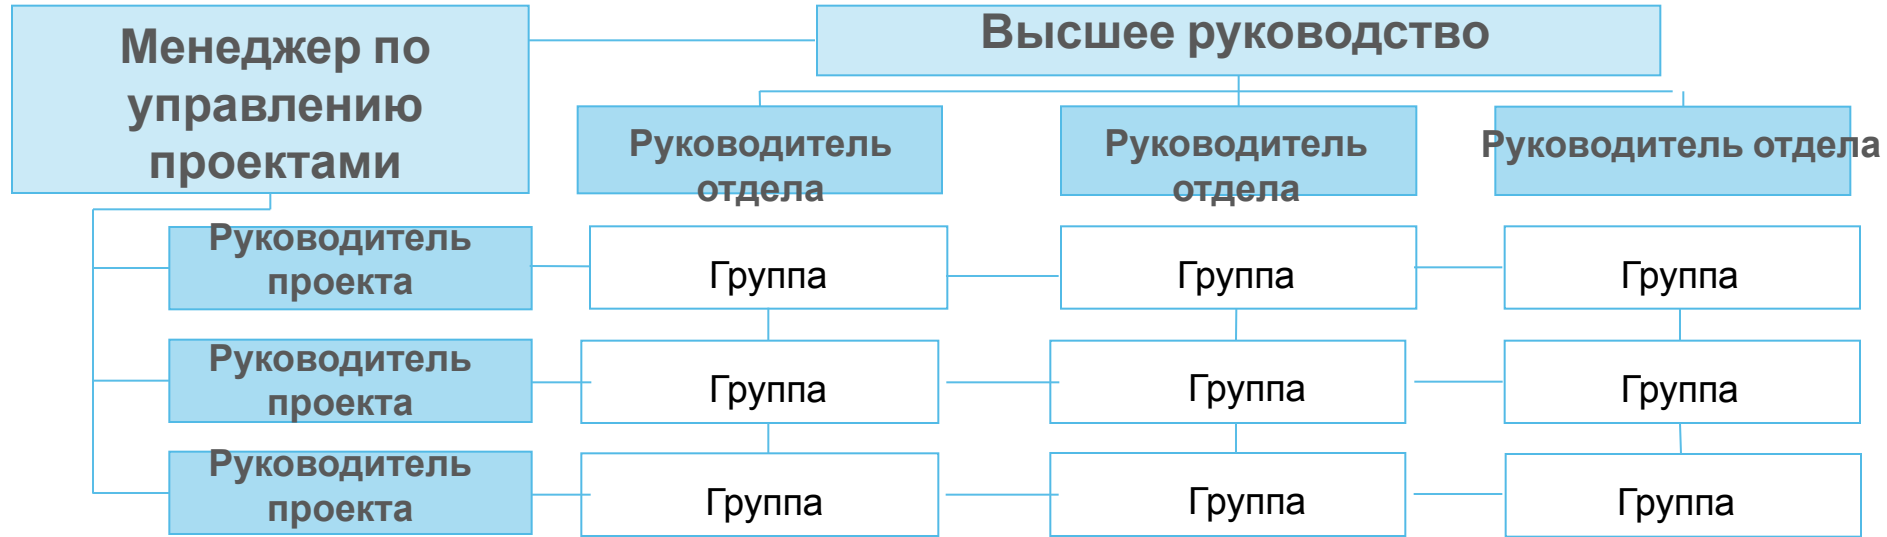 Менеджер по
управлению
проектами
Высшее руководство
Руководитель
отдела
Руководитель
отдела
Руководитель отдела
Руководитель
проекта
Группа
Группа
Группа
Руководитель
проекта
Группа
Группа
Группа
Руководитель
проекта
Группа
Группа
Группа